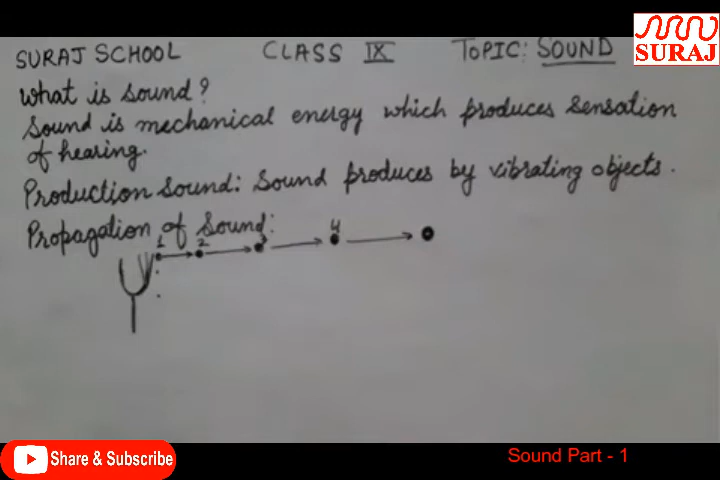 SURAJ SCHOOL CLASS IX TOPIC: SOUND
SURAJ
What is sound?
Sound is mechanical energy which produces sensation
of hearing.
Production sound: Sound produces by vibrating objects.
Propagation of Sound:
1 2 3 4
Share & Subscribe
Sound Part - 1